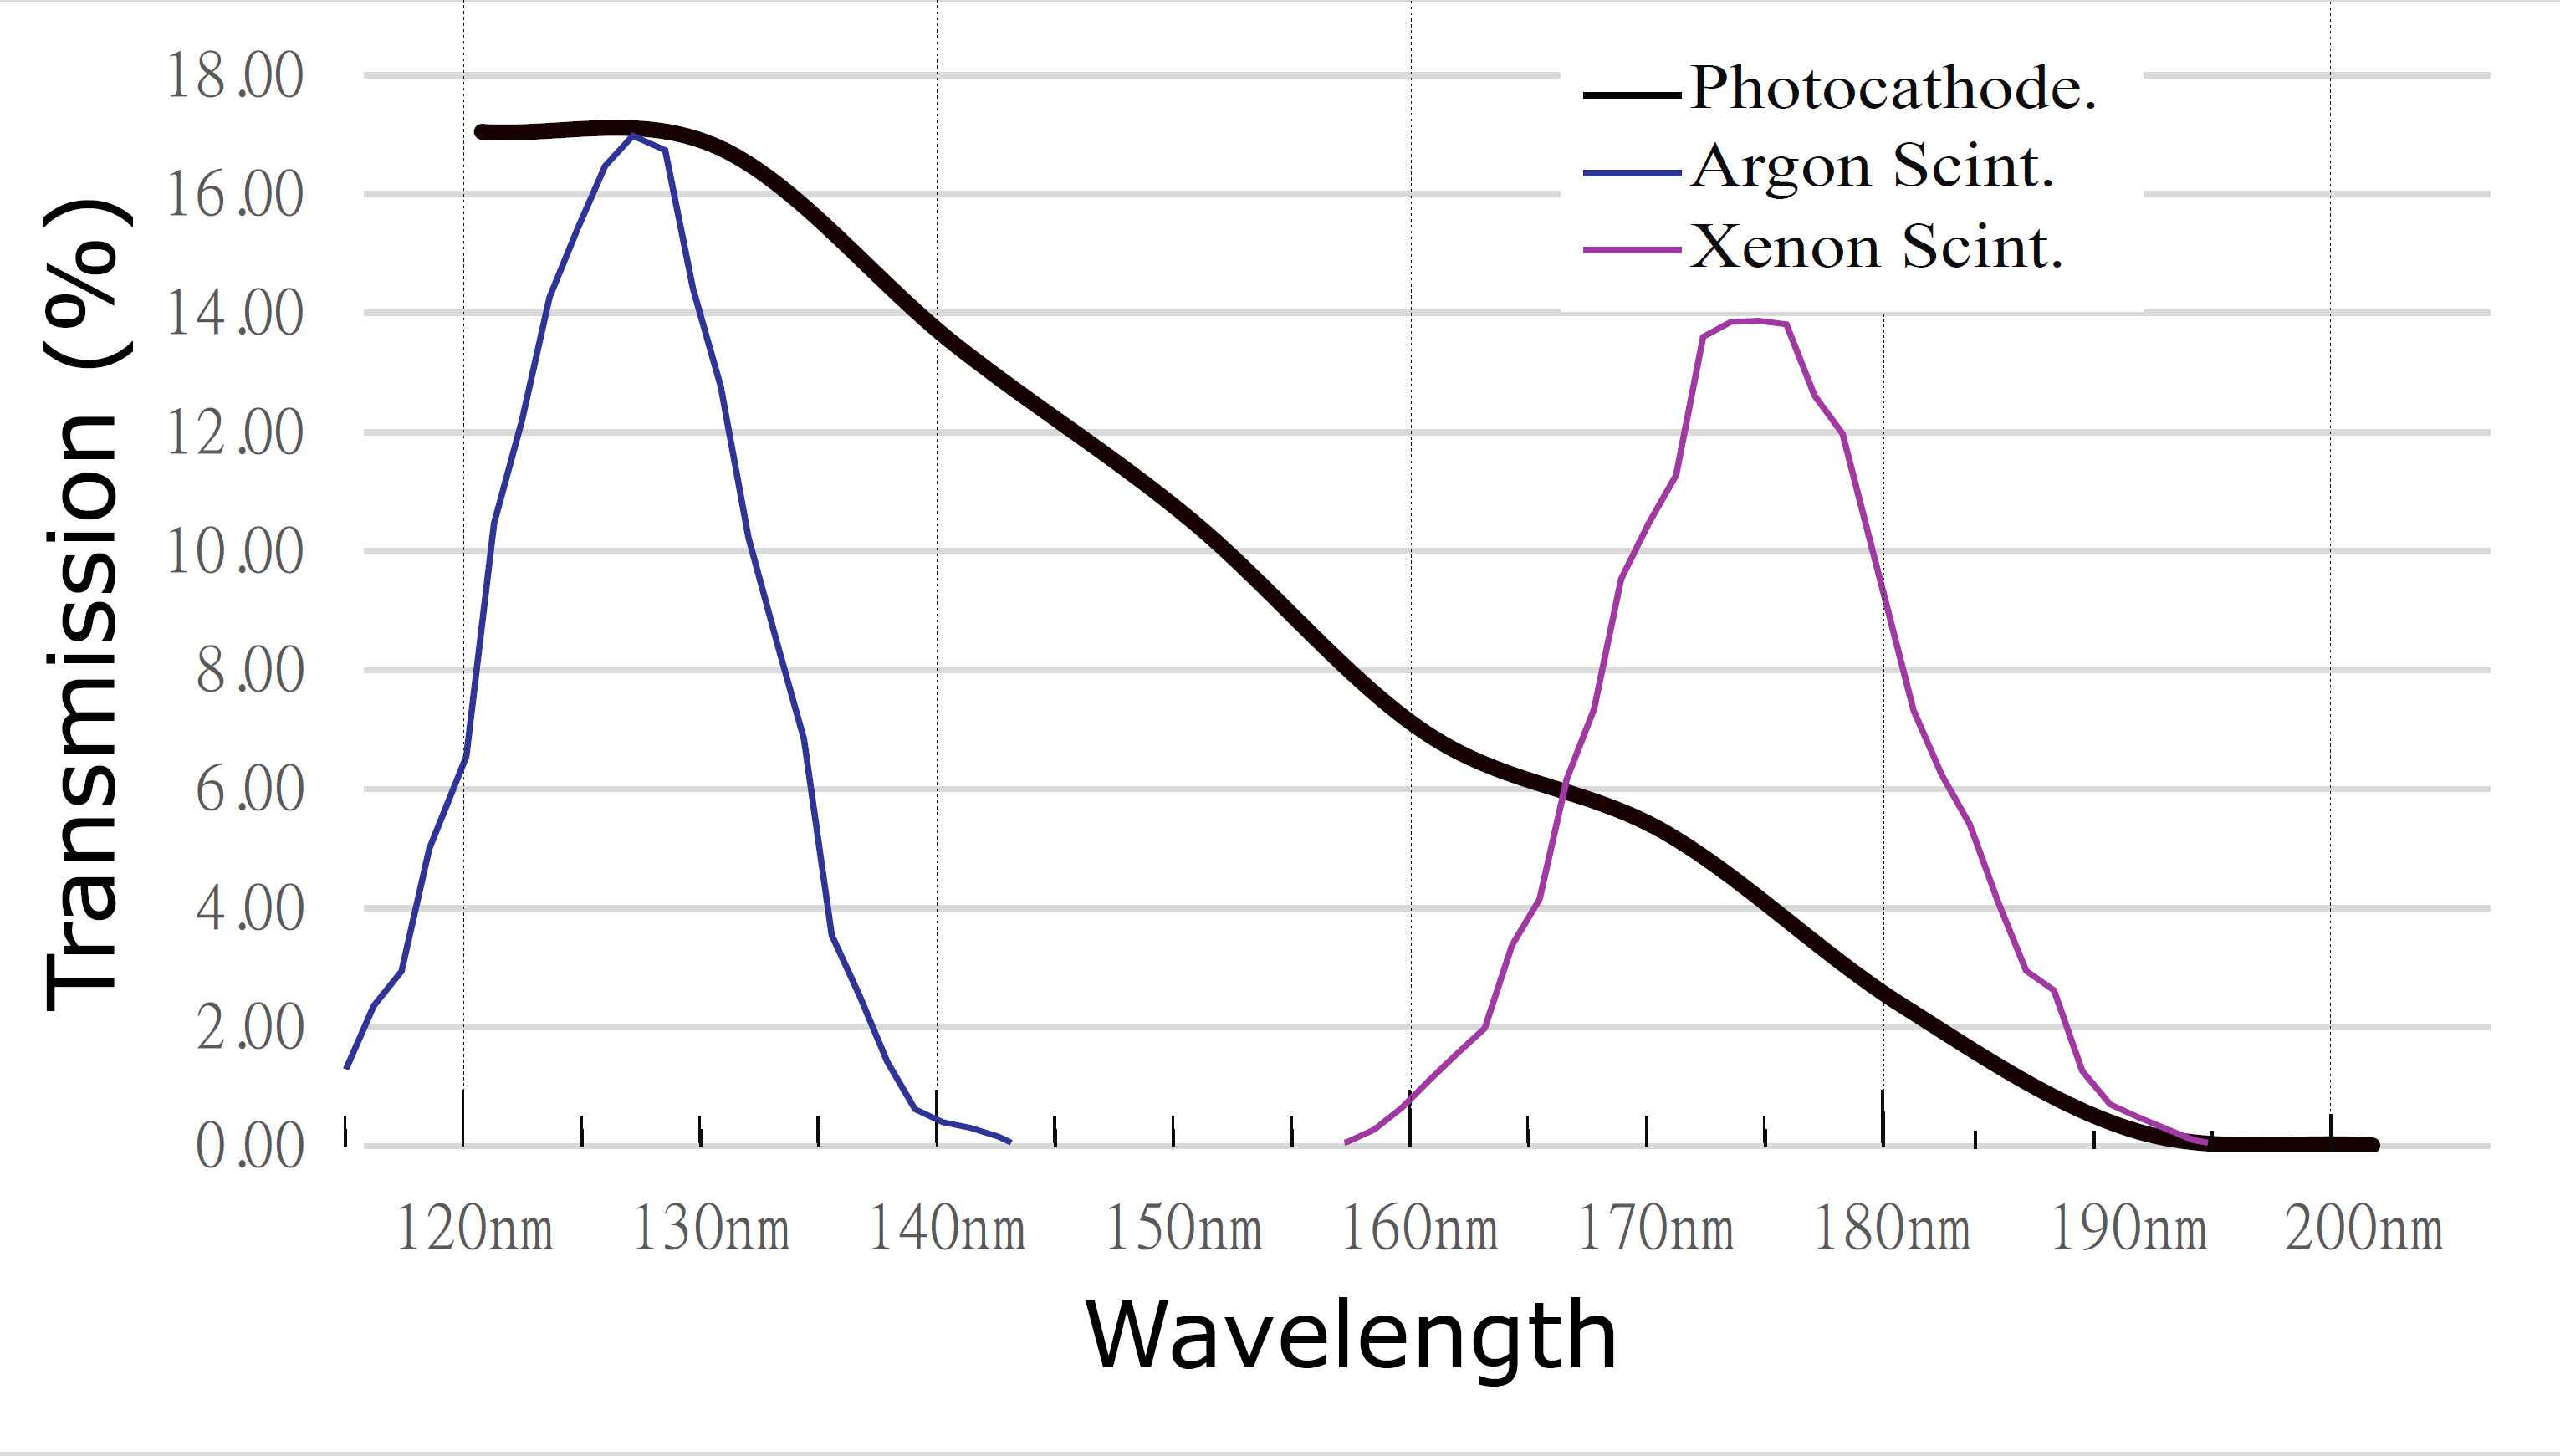 Transmission (%)
18.00
16.00
14.00
12.00
10.00
8.00
6.00
4.00
2.00
0.00
Photocathode.
Argon Scint.
Xenon Scint.
120nm 130nm 140nm 150nm 160nm 170nm 180nm 190nm 200nm
Wavelength